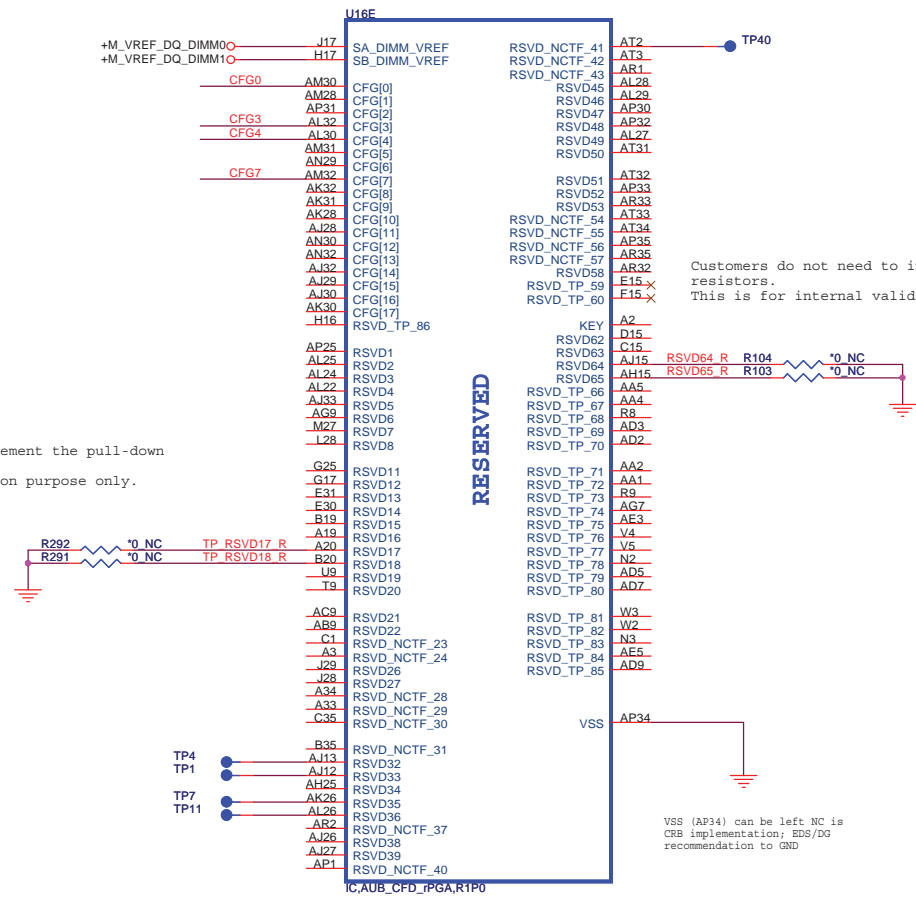 U16E
+M_VREF_DQ_DIMM0 J17 SA_DIMM_VREF
+M_VREF_DQ_DIMM1 H17 SB_DIMM_VREF
CFG0 AM30 CFG[0]
AM28 CFG[1]
AP31 CFG[2]
CFG3 AL32 CFG[3]
CFG4 AL30 CFG[4]
AM31 CFG[5]
AN29 CFG[6]
CFG7 AM32 CFG[7]
AK32 CFG[8]
AK31 CFG[9]
AK28 CFG[10]
AJ28 CFG[11]
AN30 CFG[12]
AN32 CFG[13]
AJ32 CFG[14]
AJ29 CFG[15]
AJ30 CFG[16]
AK30 CFG[17]
H16 RSVD_TP_86
AP25 RSVD1
AL25 RSVD2
AL24 RSVD3
AL22 RSVD4
AJ33 RSVD5
AG9 RSVD6
M27 RSVD7
L28 RSVD8
ement the pull-down
on purpose only.
G25 RSVD11
G17 RSVD12
E31 RSVD13
E30 RSVD14
B19 RSVD15
A19 RSVD16
R292 *0_NC TP_RSVD17_R A20 RSVD17
R291 *0_NC TP_RSVD18_R B20 RSVD18
U9 RSVD19
T9 RSVD20
AC9 RSVD21
AB9 RSVD22
C1 RSVD_NCTF_23
A3 RSVD_NCTF_24
J29 RSVD26
J28 RSVD27
A34 RSVD_NCTF_28
A33 RSVD_NCTF_29
C35 RSVD_NCTF_30
B35 RSVD_NCTF_31
TP4 AJ13 RSVD32
TP1 AJ12 RSVD33
AH25 RSVD34
TP7 AK26 RSVD35
TP11 AL26 RSVD36
AR2 RSVD_NCTF_37
AJ26 RSVD38
AJ27 RSVD39
AP1 RSVD_NCTF_40
IC,AUB_CFD_rPGA,R1P0
RESERVED
RSVD_NCTF_41 AT2 TP40
RSVD_NCTF_42 AT3
RSVD_NCTF_43 AR1
RSVD45 AL28
RSVD46 AL29
RSVD47 AP30
RSVD48 AP32
RSVD49 AL27
RSVD50 AT31
RSVD51 AT32
RSVD52 AP33
RSVD53 AR33
RSVD_NCTF_54 AT33
RSVD_NCTF_55 AT34
RSVD_NCTF_56 AP35
RSVD_NCTF_57 AR35
RSVD58 AR32
RSVD_TP_59 E15
RSVD_TP_60 F15
Customers do not need to i
resistors.
This is for internal valid
KEY A2
RSVD62 D15
RSVD63 C15
RSVD64 AJ15 RSVD64_R R104 *0_NC
RSVD65 AH15 RSVD65_R R103 *0_NC
RSVD_TP_66 AA5
RSVD_TP_67 AA4
RSVD_TP_68 R8
RSVD_TP_69 AD3
RSVD_TP_70 AD2
RSVD_TP_71 AA2
RSVD_TP_72 AA1
RSVD_TP_73 R9
RSVD_TP_74 AG7
RSVD_TP_75 AE3
RSVD_TP_76 V4
RSVD_TP_77 V5
RSVD_TP_78 N2
RSVD_TP_79 AD5
RSVD_TP_80 AD7
RSVD_TP_81 W3
RSVD_TP_82 W2
RSVD_TP_83 N3
RSVD_TP_84 AE5
RSVD_TP_85 AD9
VSS AP34
VSS (AP34) can be left NC is
CRB implementation; EDS/DG
recommendation to GND